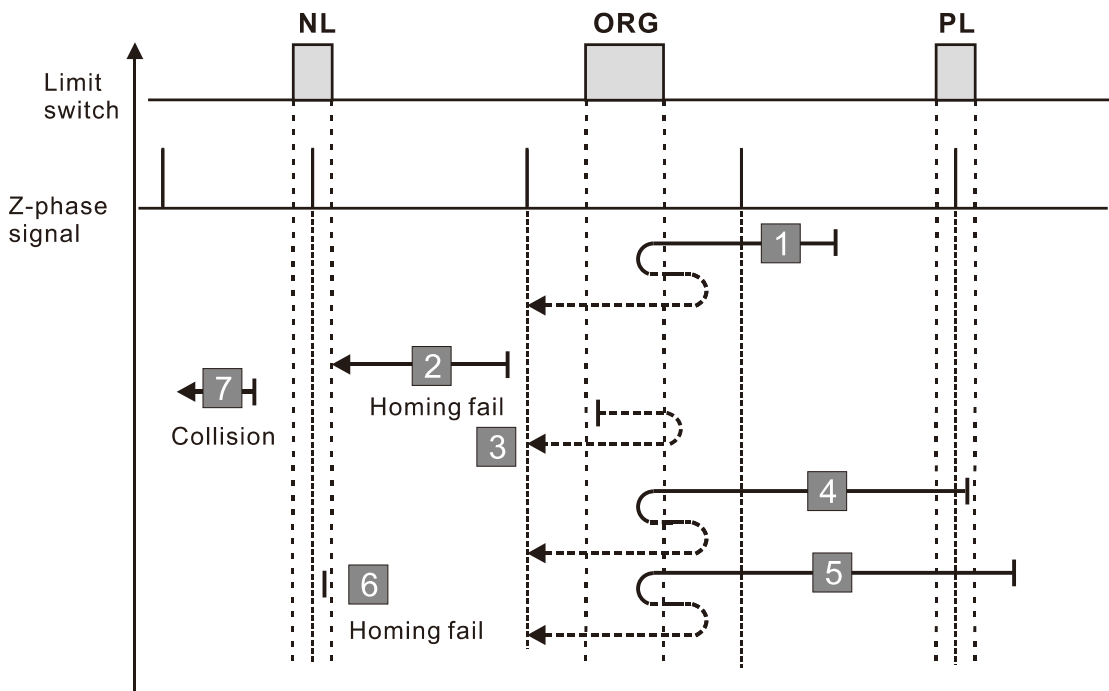 NL
ORG
PL
Limit
switch
Z-phase
signal
1
2
Homing fail
7
Collision
3
4
5
6
Homing fail